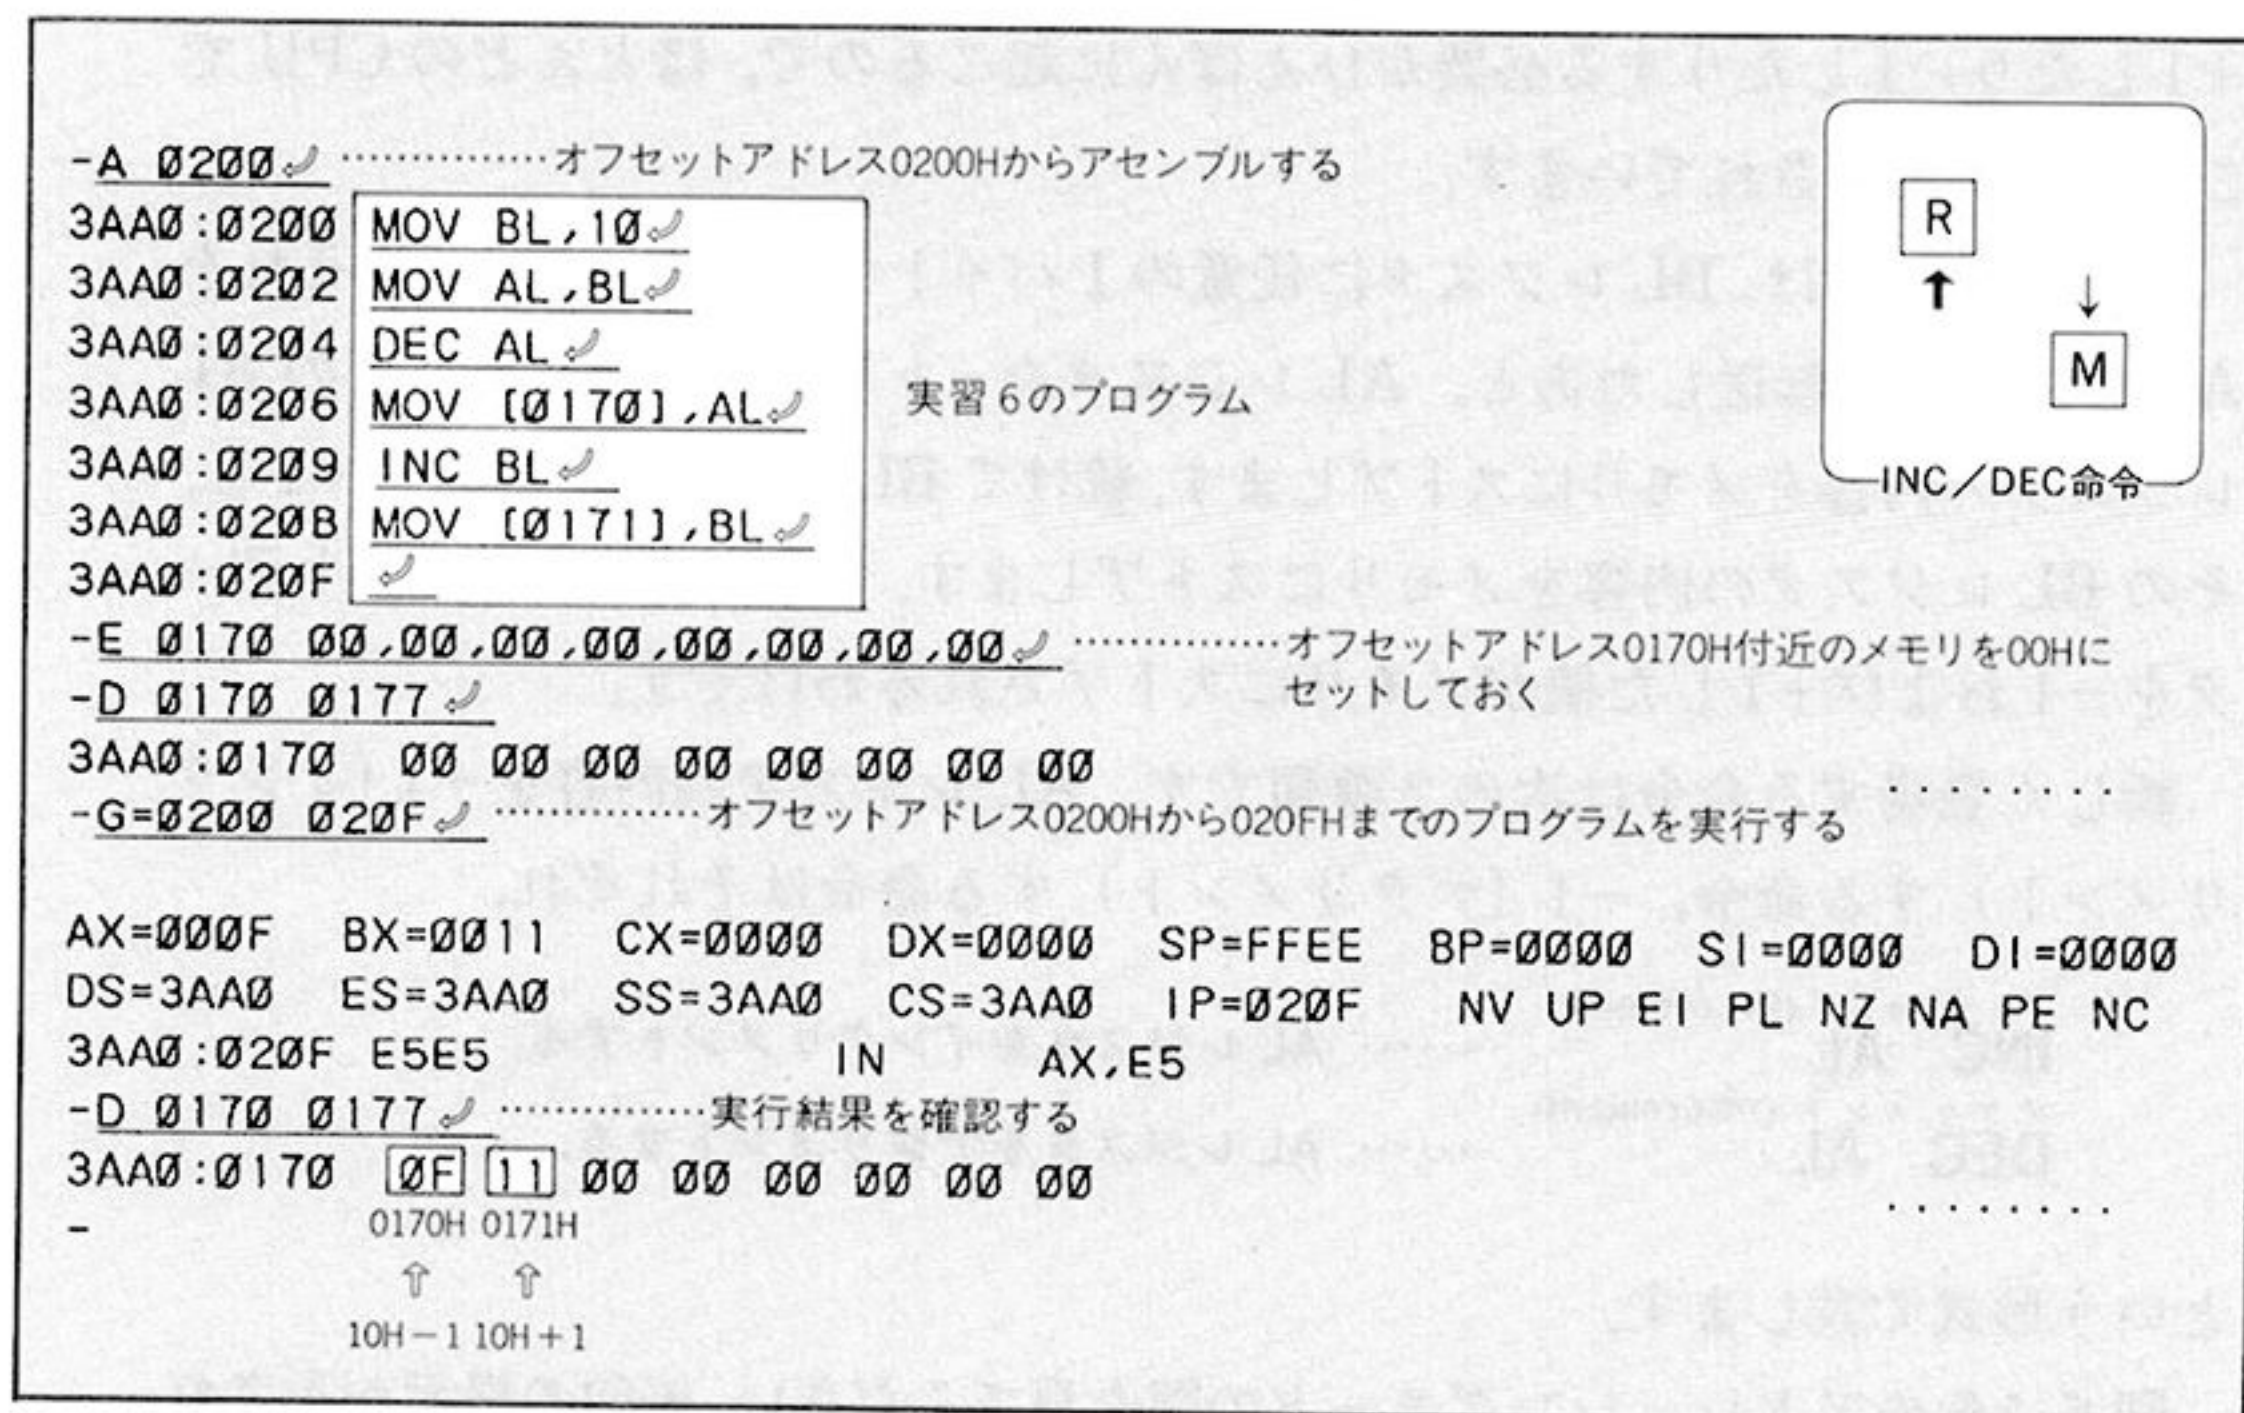 -A 0200 ……………オフセットアドレス0200Hからアセンブルする
3AA0:0200 MOV BL,10
3AA0:0202 MOV AL,BL
3AA0:0204 DEC AL
3AA0:0206 MOV [0170],AL
実習6のプログラム
3AA0:0209 INC BL
3AA0:020B MOV [0171],BL
3AA0:020F
R
↑ ↓
M
INC/DEC命令
-E 0170 00,00,00,00,00,00,00,00 ……………オフセットアドレス0170H付近のメモリを00Hに
セットしておく
-D 0170 0177
3AA0:0170 00 00 00 00 00 00 00 00 ........
-G=0200 020F ……………オフセットアドレス0200Hから020FHまでのプログラムを実行する
AX=000F BX=0011 CX=0000 DX=0000 SP=FFEE BP=0000 SI=0000 DI=0000
DS=3AA0 ES=3AA0 SS=3AA0 CS=3AA0 IP=020F NV UP EI PL NZ NA PE NC
3AA0:020F E5E5 IN AX,E5
-D 0170 0177 ……………実行結果を確認する
3AA0:0170 0F 11 00 00 00 00 00 00 ........
-
0170H 0171H
⇧ ⇧
10H−1 10H+1